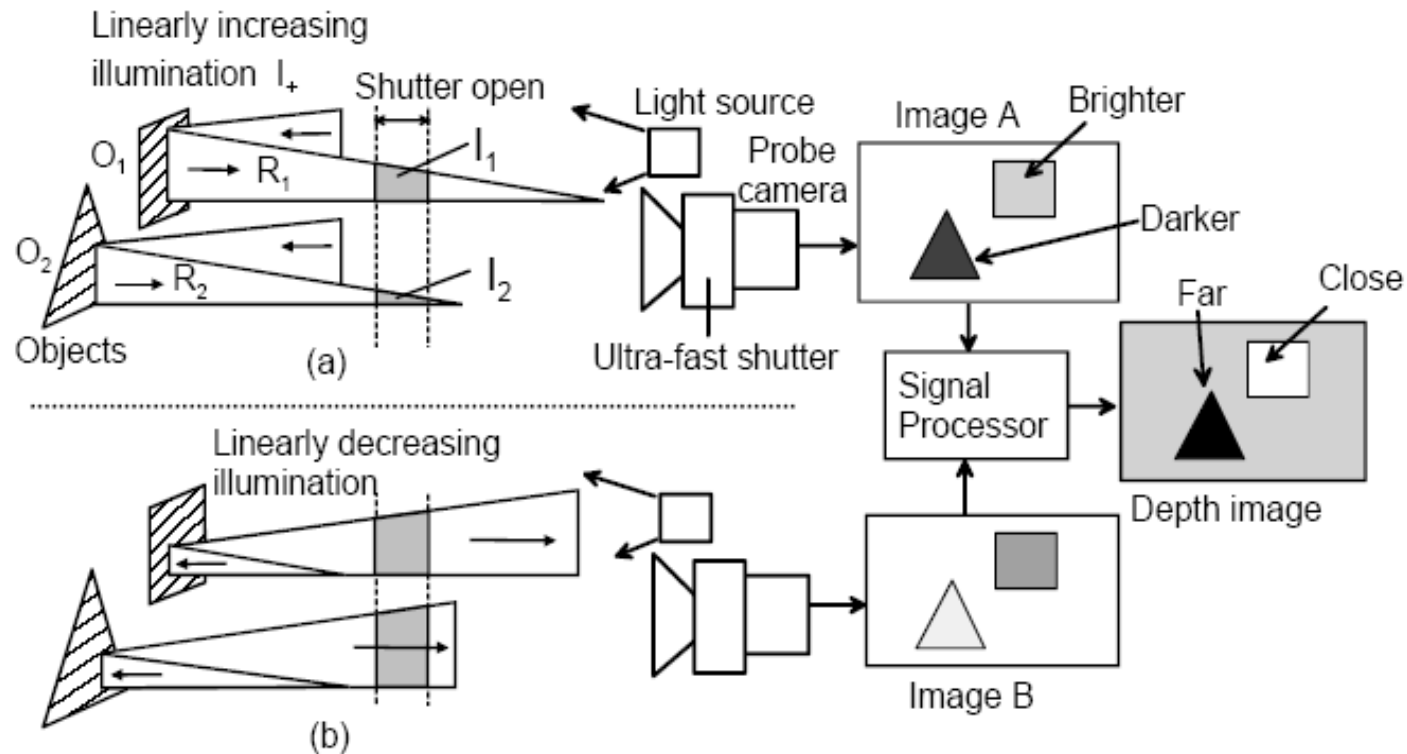 Linearly increasing
illumination I+
Shutter open
Light source
Image A
Brighter
O1
R1
I1
Probe
camera
Darker
O2
R2
I2
Far
Close
Objects
(a)
Ultra-fast shutter
Signal
Processor
Linearly decreasing
illumination
Depth image
Image B
(b)